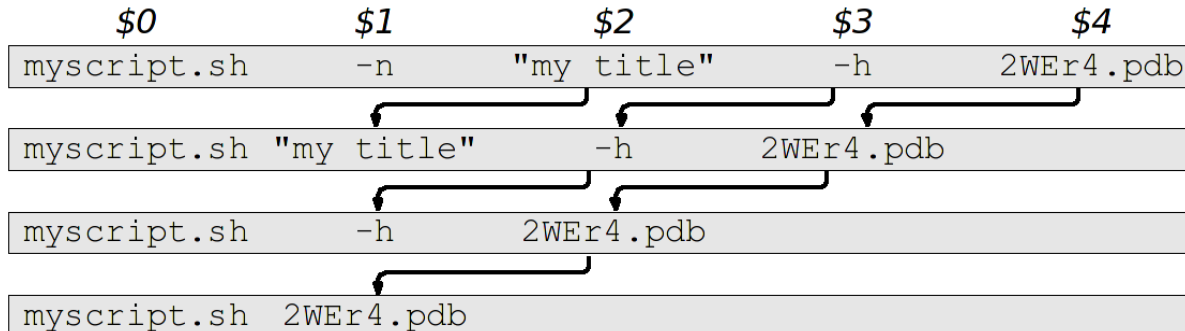 $0 $1 $2 $3 $4
myscript.sh -n "my title" -h 2WEr4.pdb
myscript.sh "my title" -h 2WEr4.pdb
myscript.sh -h 2WEr4.pdb
myscript.sh 2WEr4.pdb